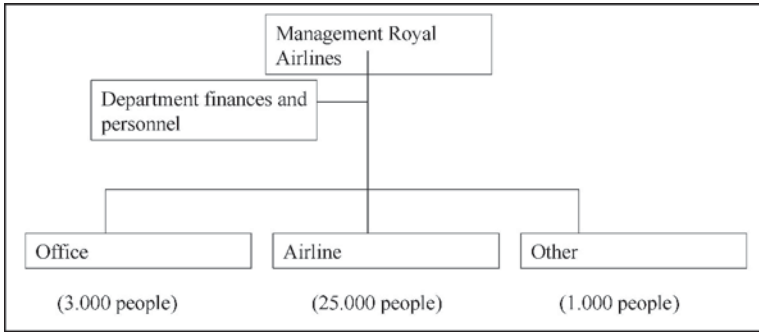 Management Royal
Airlines
Department finances and
personnel
Office
Airline
Other
(3.000 people)
(25.000 people)
(1.000 people)